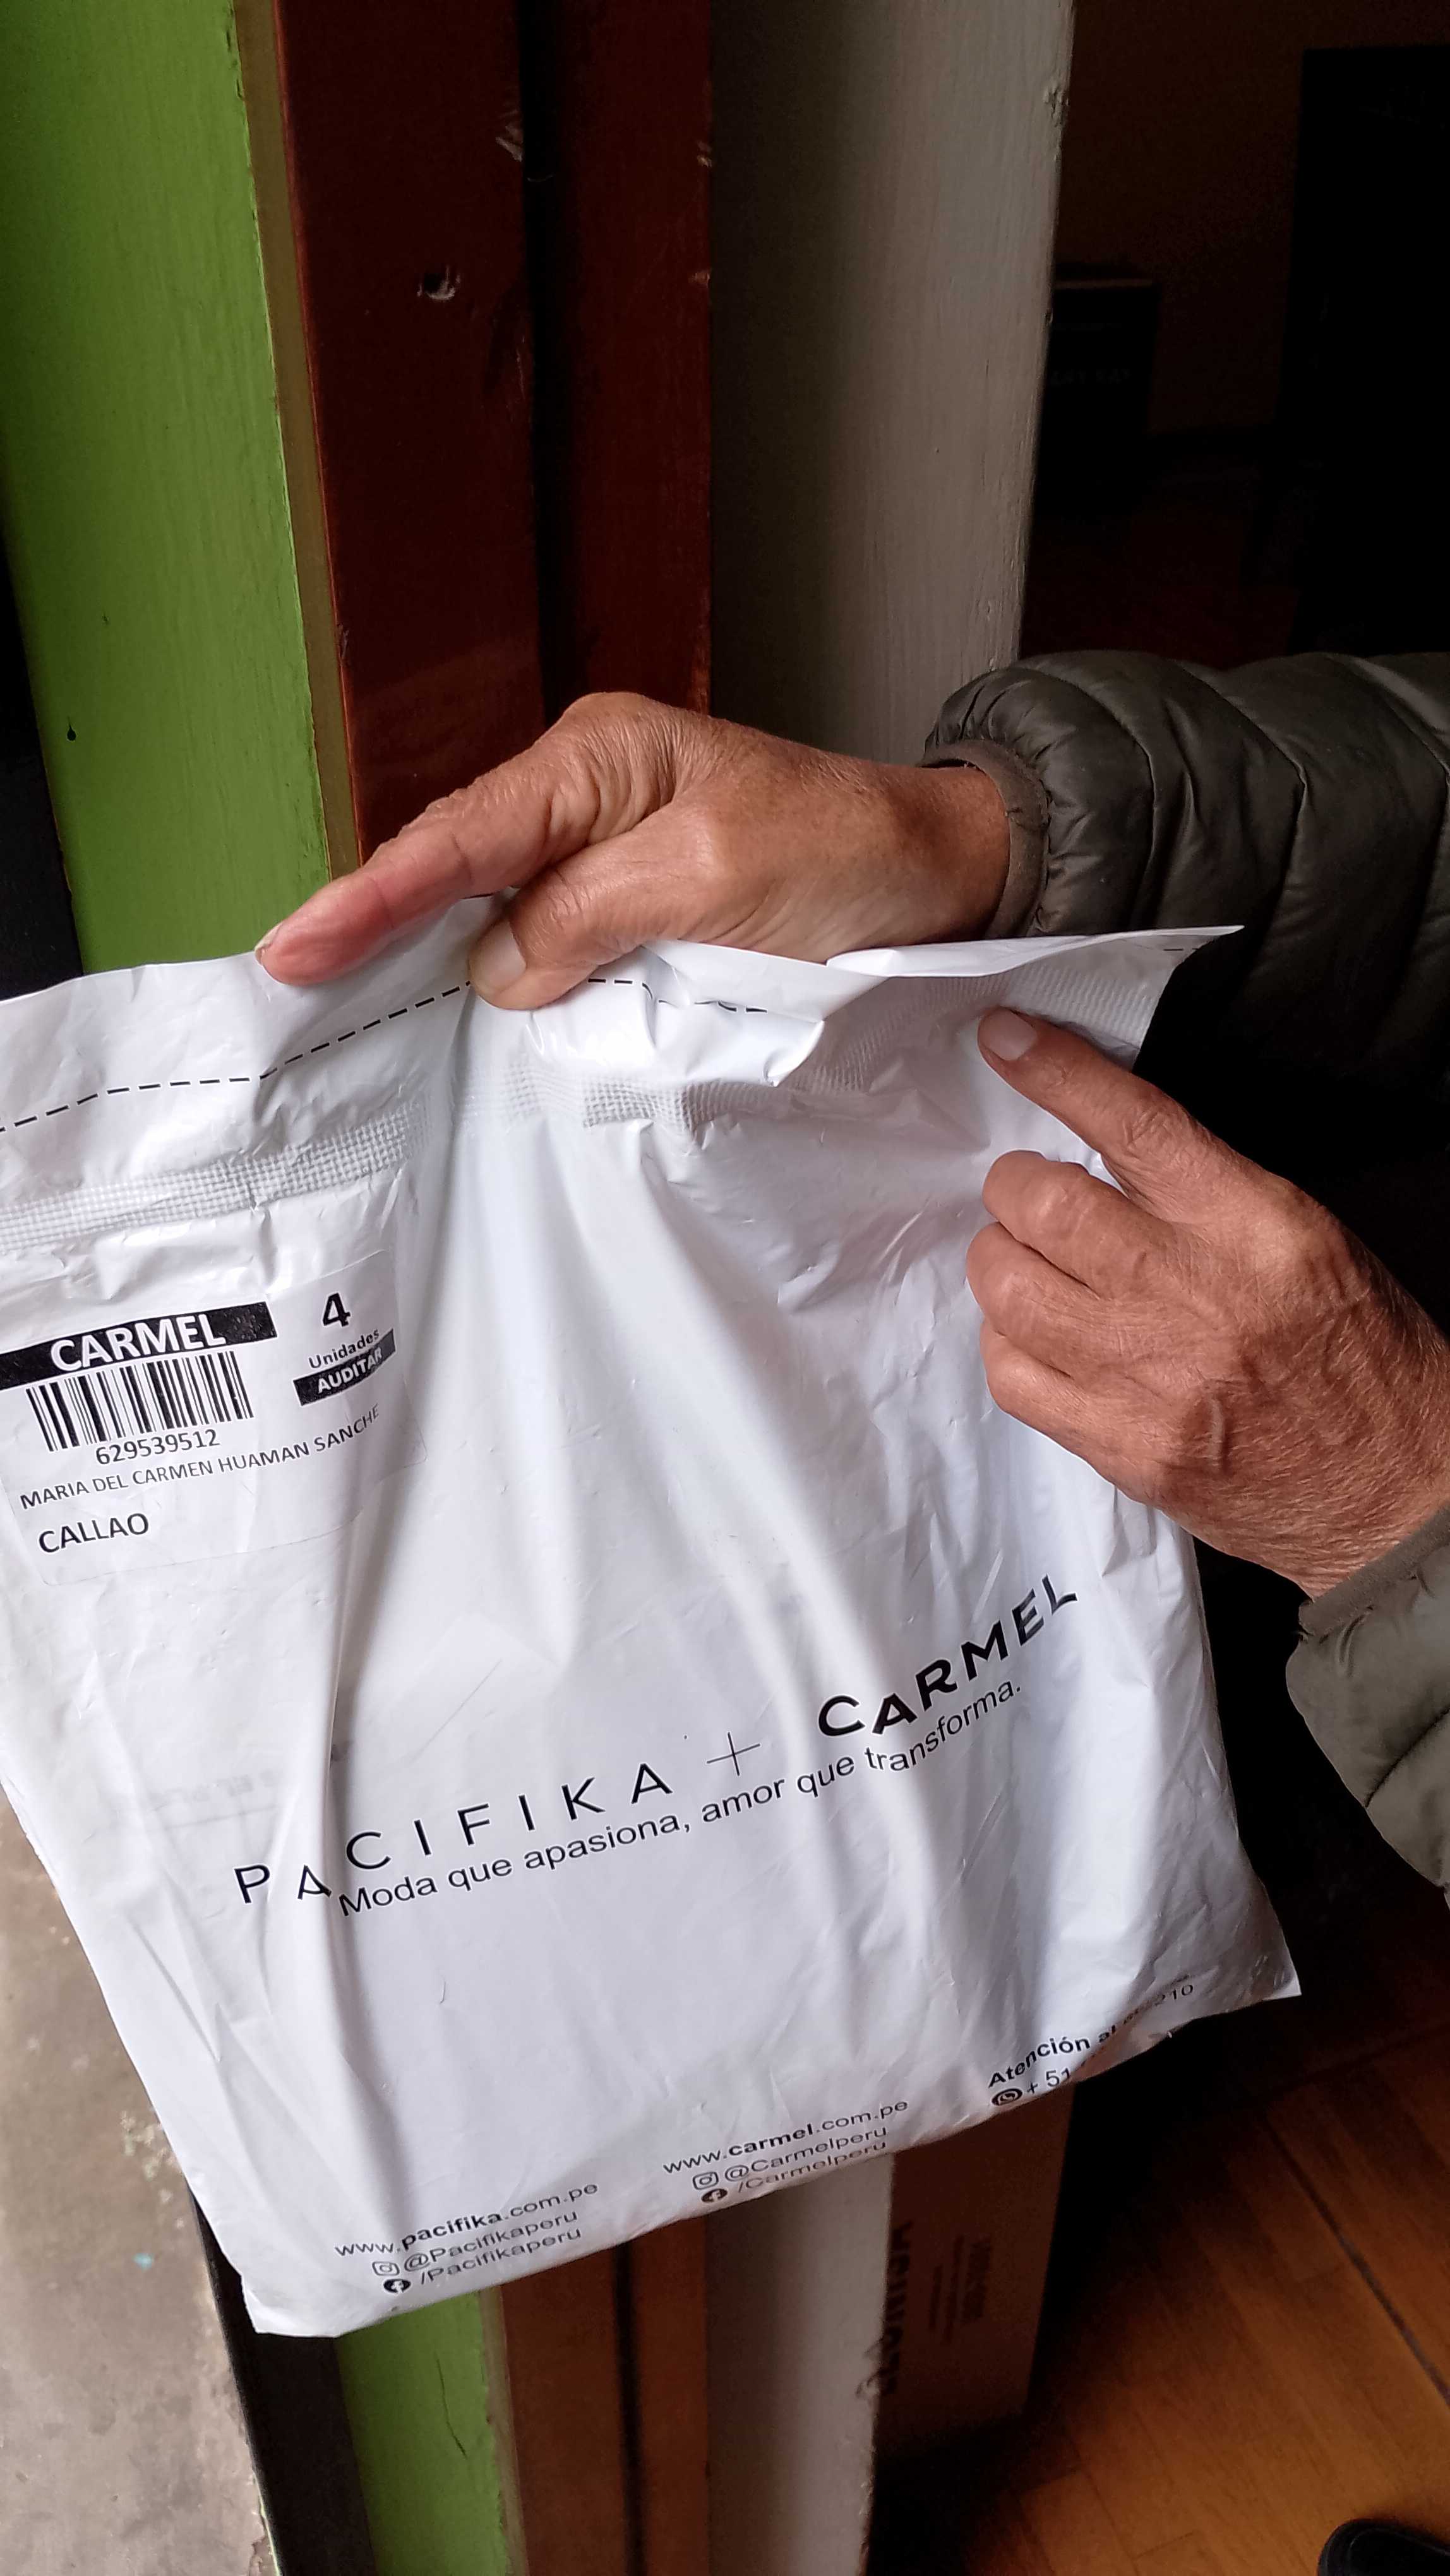 CARMEL
4
Unidades
AUDITAR
629539512
MARIA DEL CARMEN HUAMAN SANCHE
CALLAO
PACIFIKA + CARMEL
Moda que apasiona, amor que transforma.
www.pacifika.com.pe
@Pacifikaperu
/Pacifikaperu
www.carmel.com.pe
@Carmelperu
/Carmelperu
Atención al
+ 51